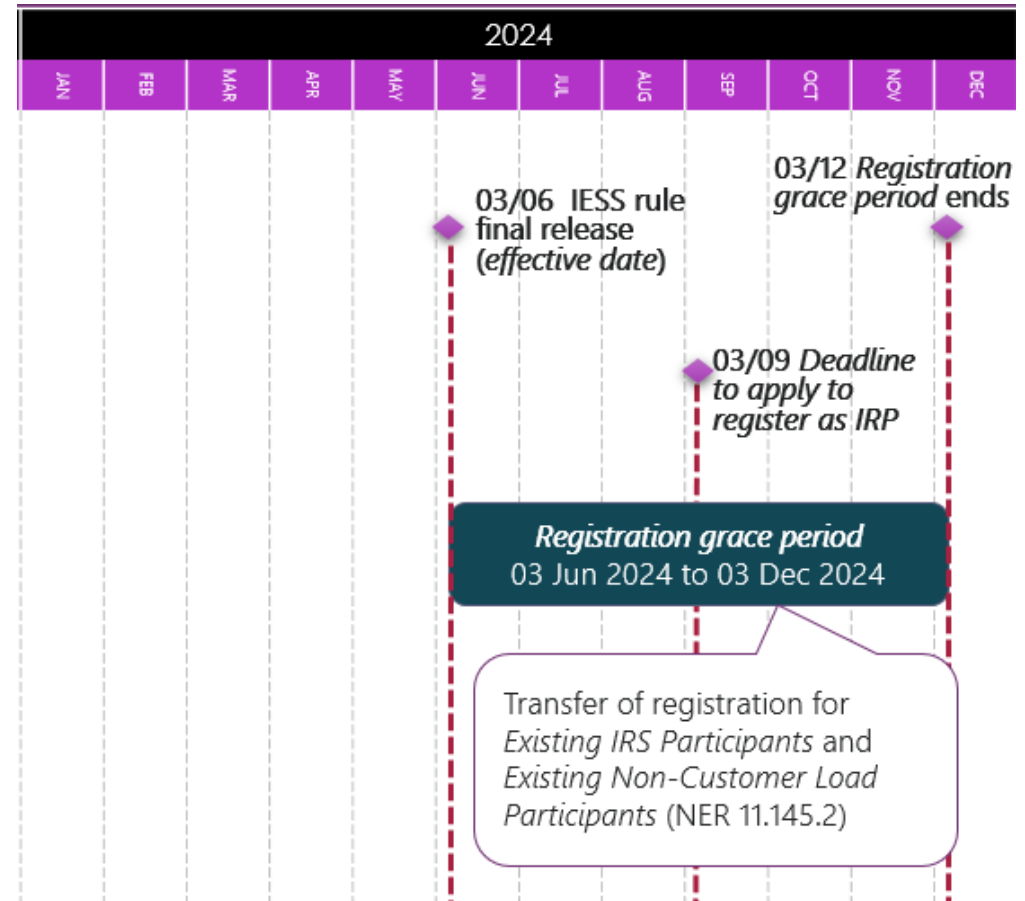 2024
JAN
FEB
MAR
APR
MAY
JUN
JUL
AUG
SEP
OCT
NOV
DEC
03/06 IESS rule
final release
(effective date)
03/12 Registration
grace period ends
03/09 Deadline
to apply to
register as IRP
Registration grace period
03 Jun 2024 to 03 Dec 2024
Transfer of registration for
Existing IRS Participants and
Existing Non-Customer Load
Participants (NER 11.145.2)